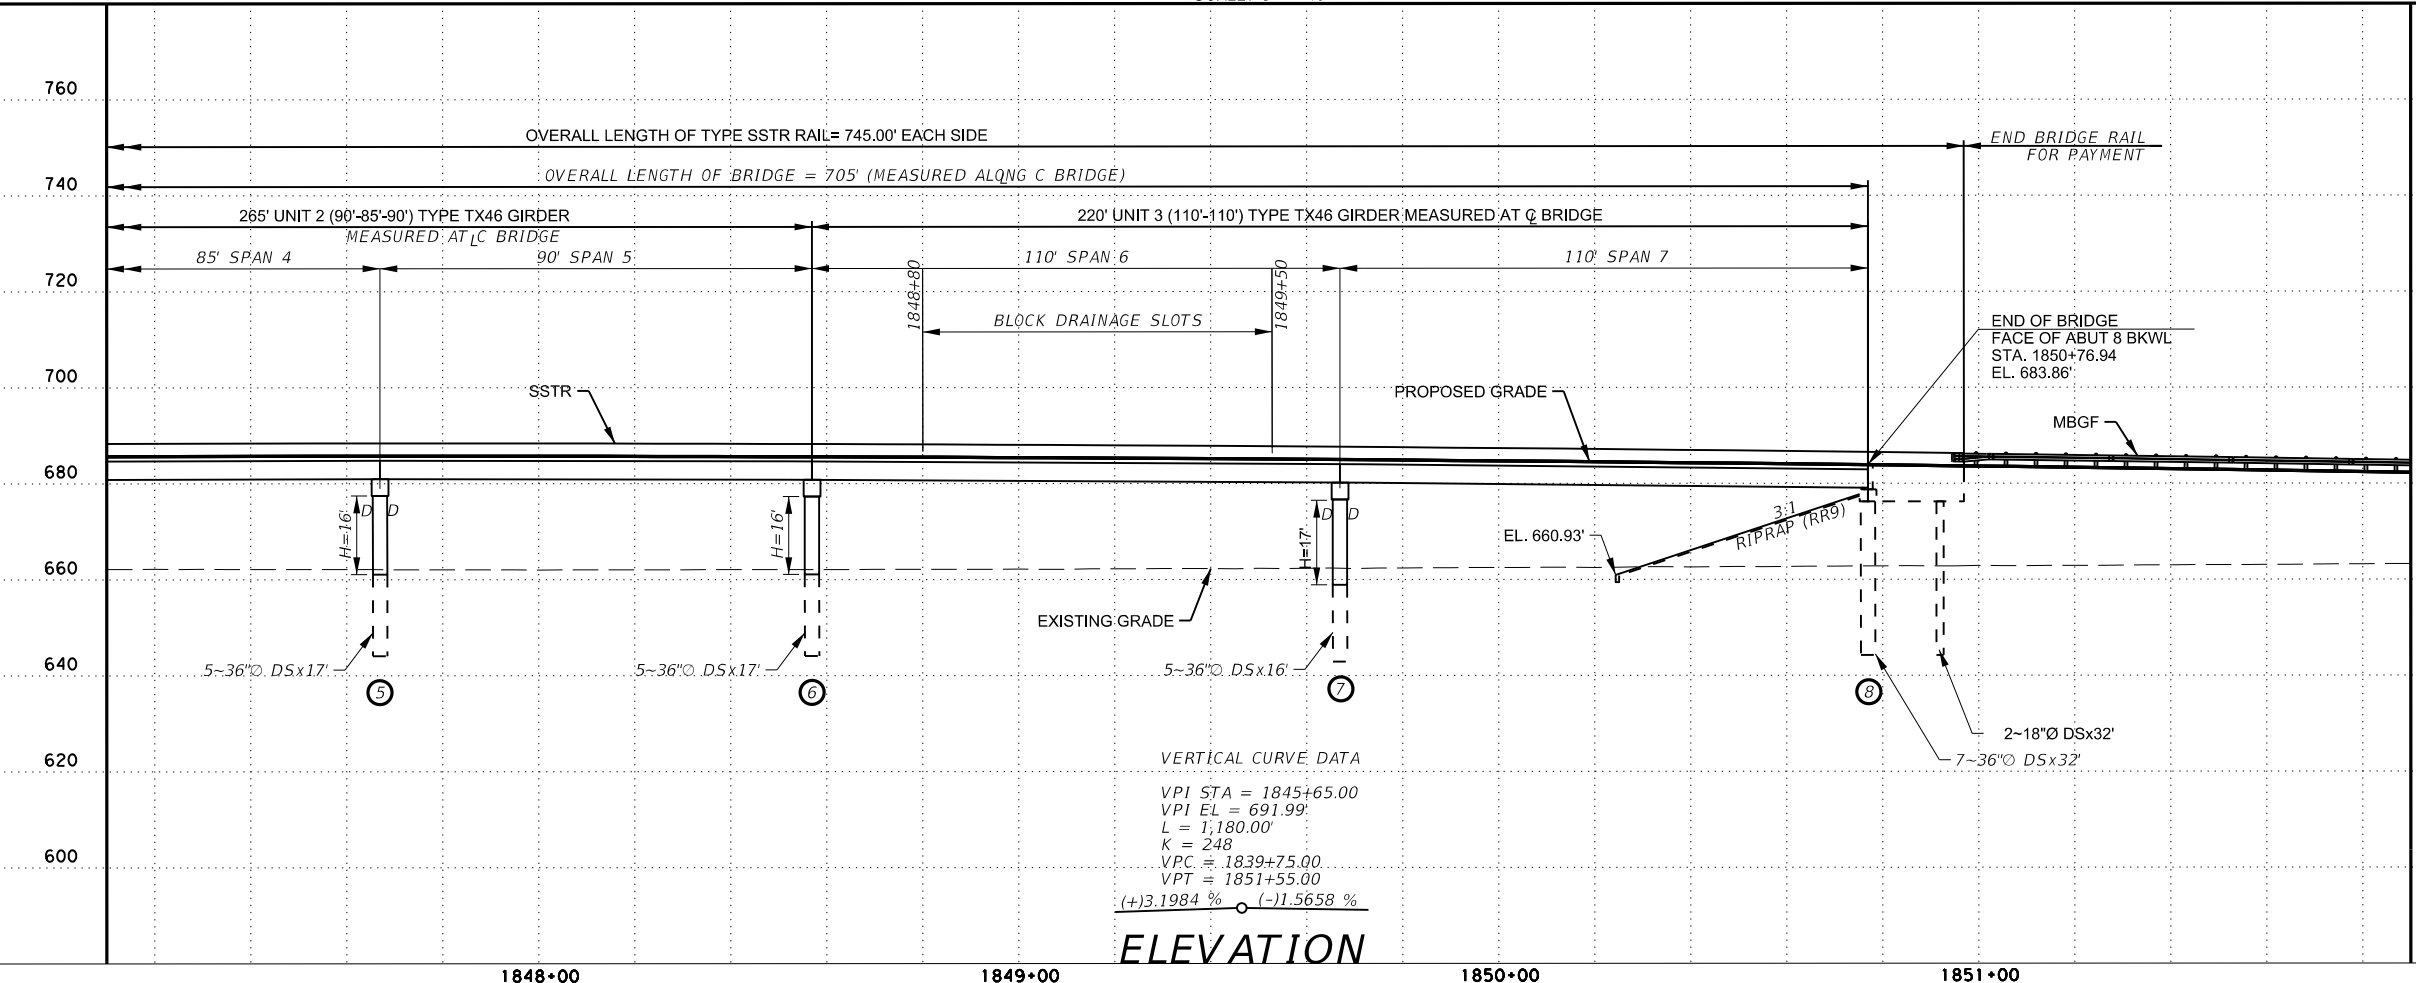 760
OVERALL LENGTH OF TYPE SSTR RAIL= 745.00' EACH SIDE
END BRIDGE RAIL
FOR PAYMENT
740
OVERALL LENGTH OF BRIDGE = 705' (MEASURED ALONG C BRIDGE)
265' UNIT 2 (90'-85'-90') TYPE TX46 GIRDER
MEASURED AT C BRIDGE
220' UNIT 3 (110'-110') TYPE TX46 GIRDER MEASURED AT ℄ BRIDGE
85' SPAN 4
90' SPAN 5
110' SPAN 6
110' SPAN 7
720
1848+80
1849+50
BLOCK DRAINAGE SLOTS
END OF BRIDGE
FACE OF ABUT 8 BKWL
STA. 1850+76.94
EL. 683.86'
700
SSTR
PROPOSED GRADE
MBGF
680
D D
D D
H=16'
H=16'
H=17'
3:1
RIPRAP (RR9)
EL. 660.93'
660
EXISTING GRADE
640
5~36"∅ DSx17'
5~36"∅ DSx17'
5~36"∅ DSx16'
5
6
7
8
2~18"Ø DSx32'
7~36"∅ DSx32'
620
VERTICAL CURVE DATA
VPI STA = 1845+65.00
VPI EL = 691.99'
L = 1,180.00'
K = 248
VPC = 1839+75.00
VPT = 1851+55.00
(+)3.1984 % (-)1.5658 %
600
ELEVATION
1848+00
1849+00
1850+00
1851+00